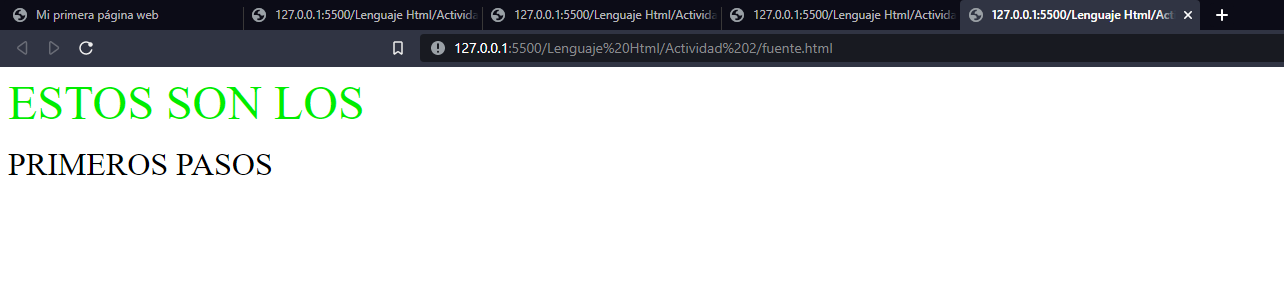 Mi primera página web
127.0.0.1:5500/Lenguaje Html/Activida
127.0.0.1:5500/Lenguaje Html/Activida
127.0.0.1:5500/Lenguaje Html/Activida
127.0.0.1:5500/Lenguaje Html/Act
127.0.0.1:5500/Lenguaje%20Html/Actividad%202/fuente.html
ESTOS SON LOS
PRIMEROS PASOS